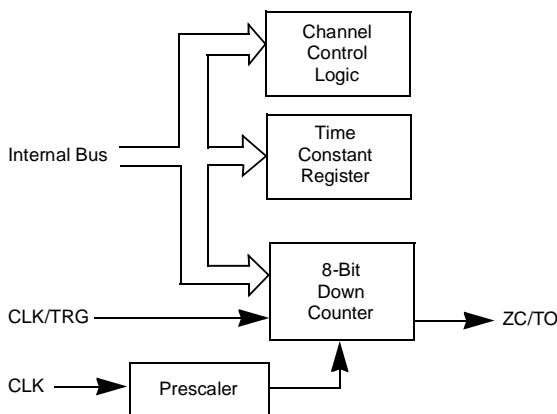 Channel
Control
Logic
Internal Bus
Time
Constant
Register
8-Bit
Down
Counter
CLK/TRG
ZC/TO
CLK
Prescaler